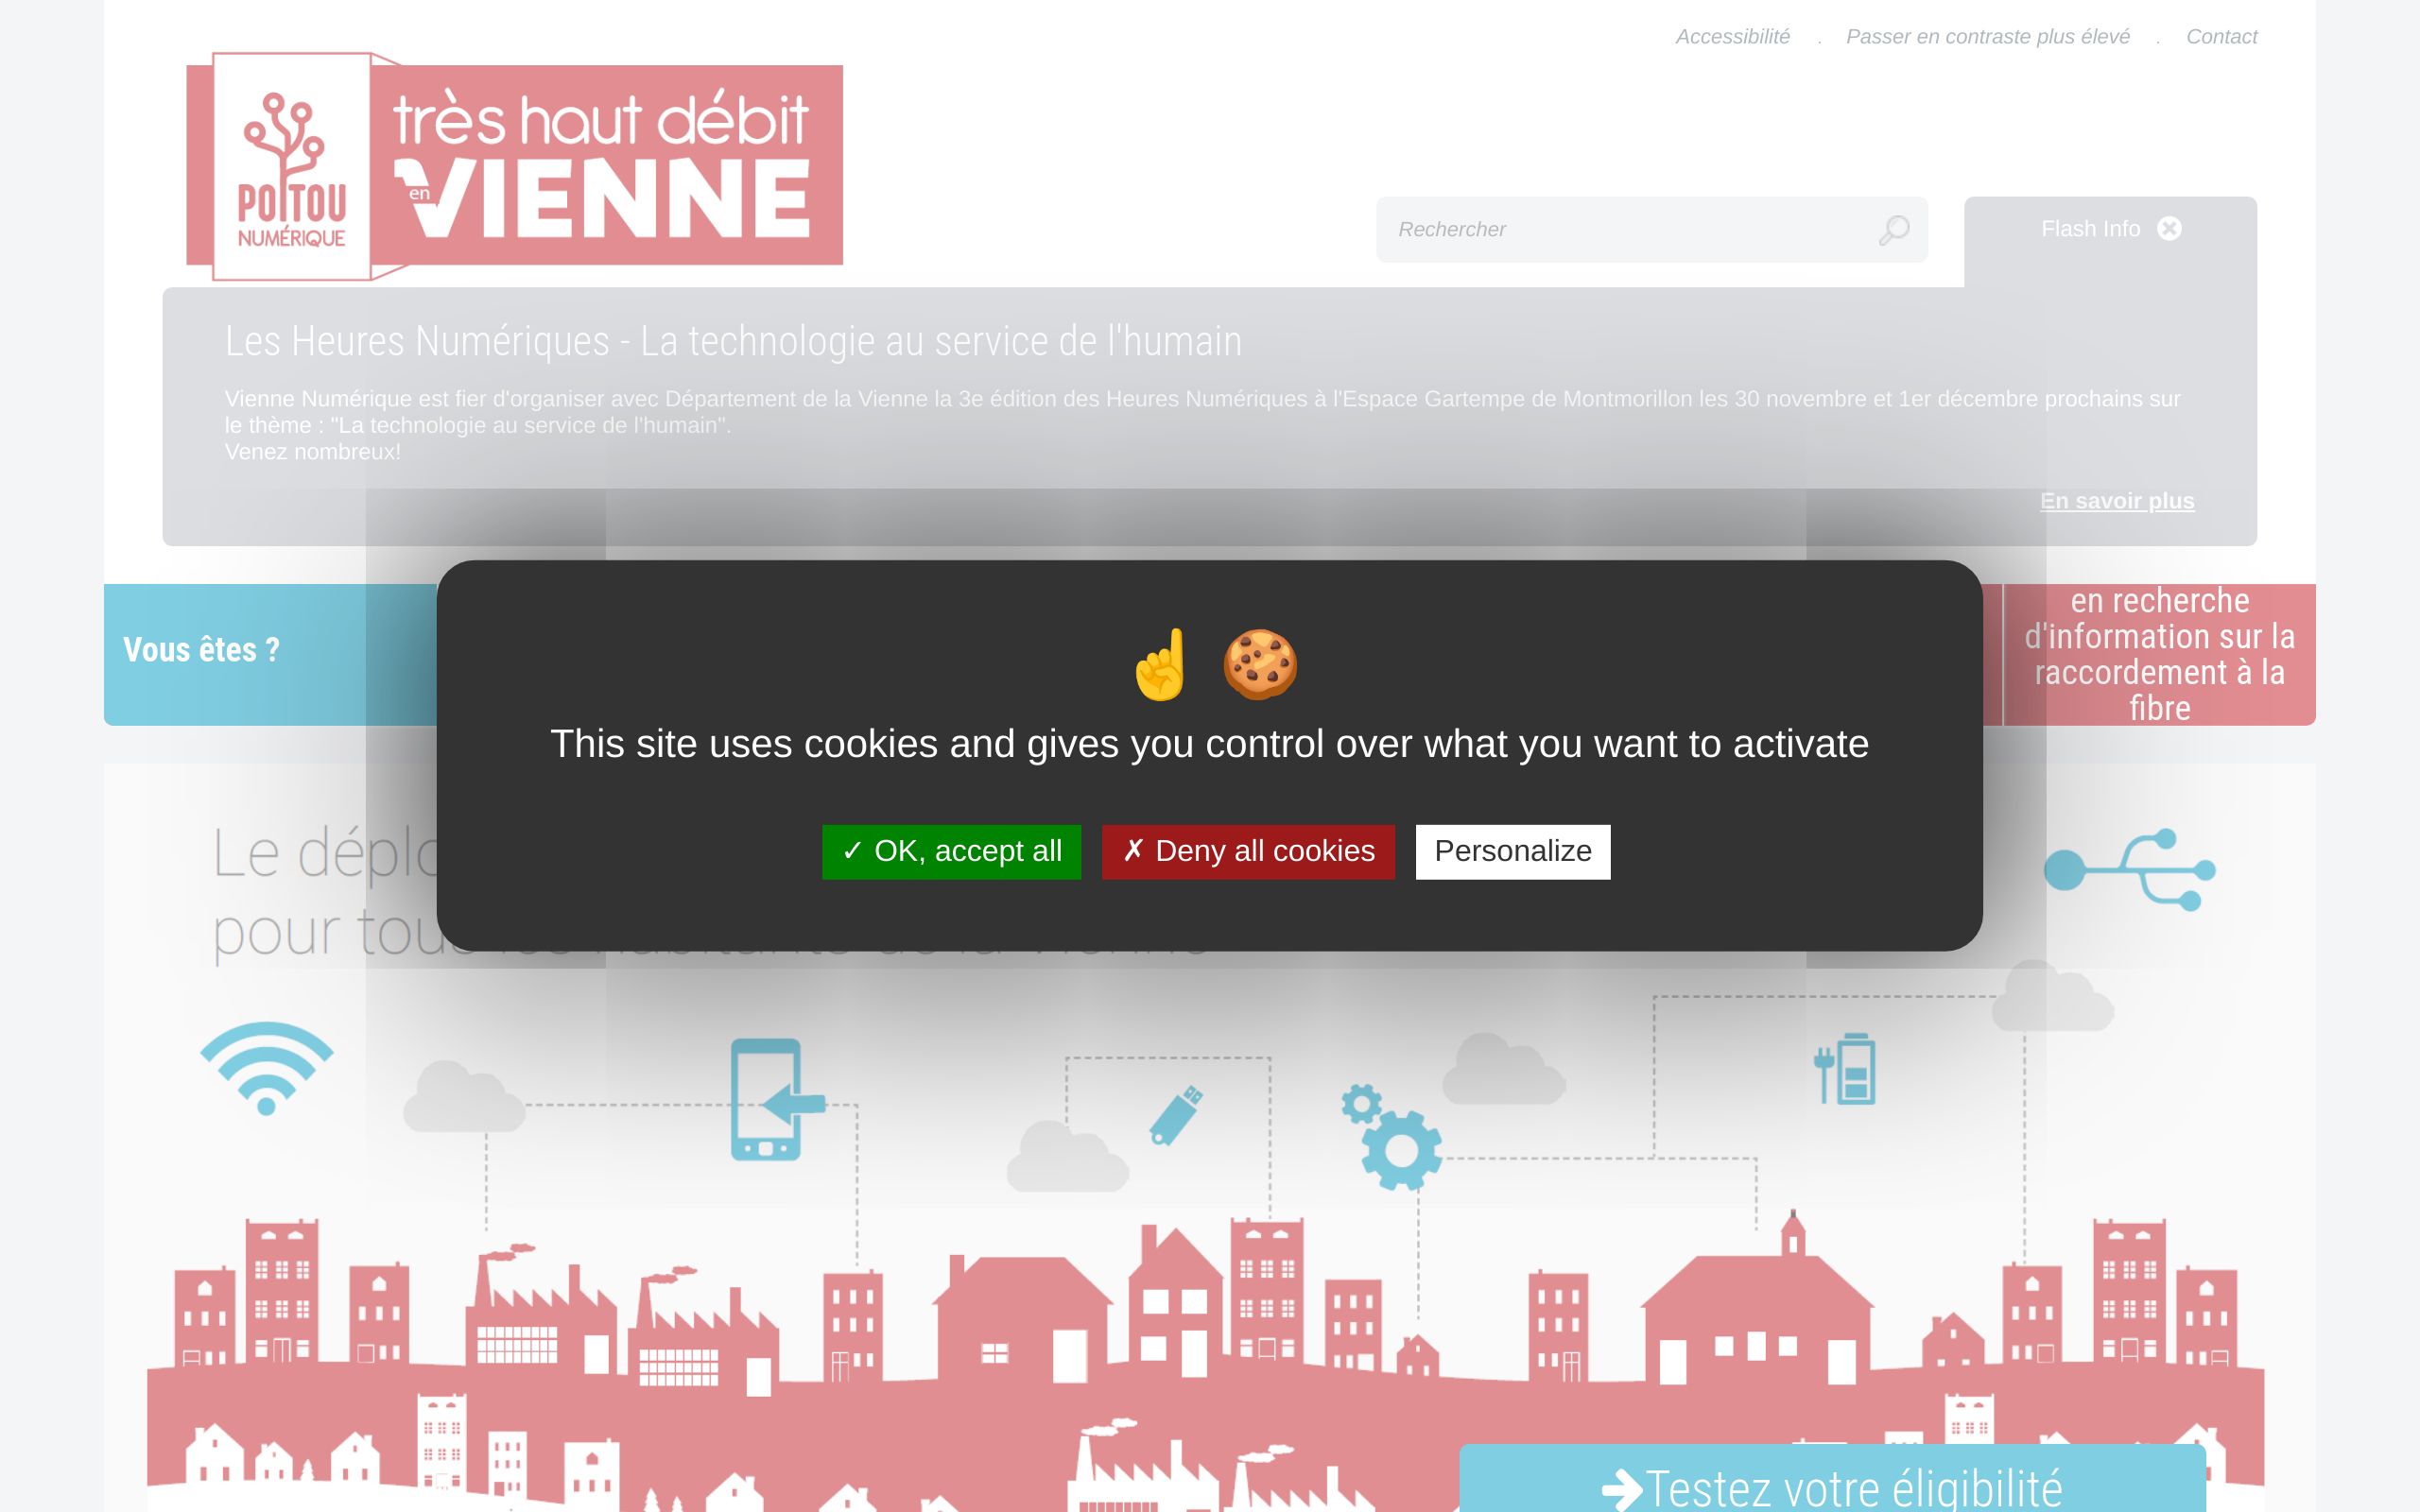 Accessibilité . Passer en contraste plus élevé . Contact
POITOU
NUMÉRIQUE
très haut débit
en
VIENNE
Rechercher
Flash Info
Les Heures Numériques - La technologie au service de l'humain
Vienne Numérique est fier d'organiser avec Département de la Vienne la 3e édition des Heures Numériques à l'Espace Gartempe de Montmorillon les 30 novembre et 1er décembre prochains sur
le thème : "La technologie au service de l'humain".
Venez nombreux!
En savoir plus
Vous êtes ?
en recherche
d'information sur la
raccordement à la
fibre
☝ 🍪
This site uses cookies and gives you control over what you want to activate
✓ OK, accept all
✗ Deny all cookies
Personalize
Le
pour
Testez votre éligibilité